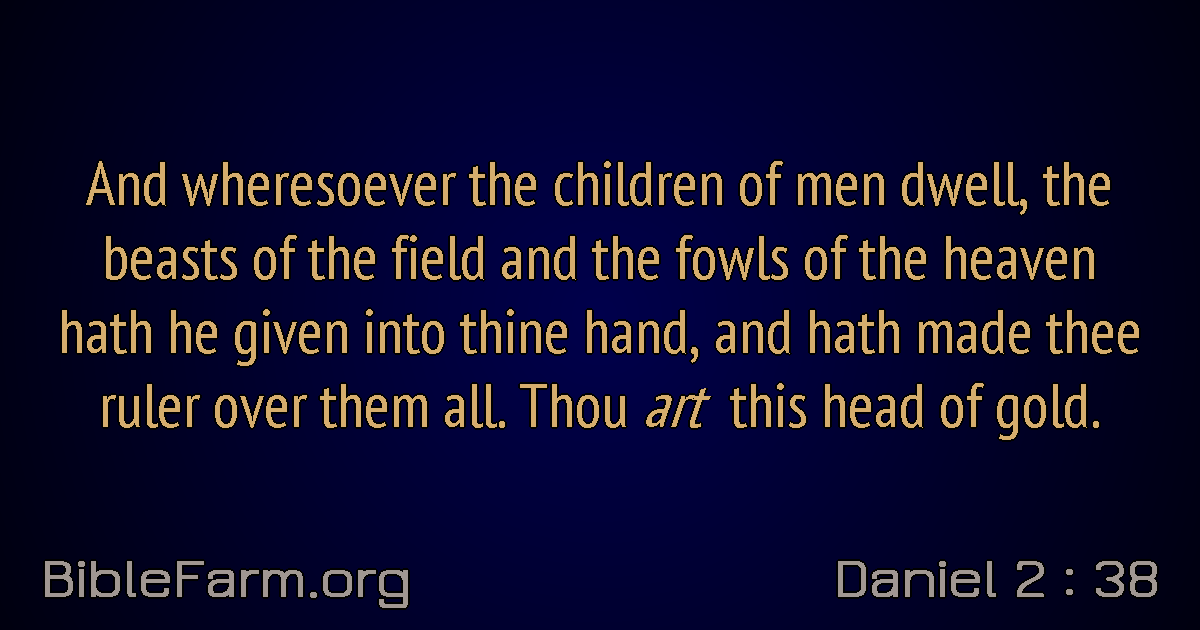 And wheresoever the children of men dwell, the
beasts of the field and the fowls of the heaven
hath he given into thine hand, and hath made thee
ruler over them all. Thou art this head of gold.
BibleFarm.org
Daniel 2 : 38